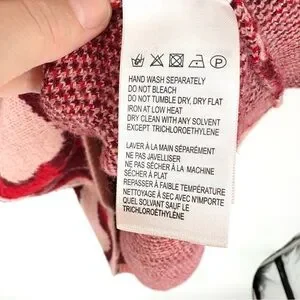 HAND WASH SEPARATELY
DO NOT BLEACH
DO NOT TUMBLE DRY, DRY FLAT
IRON AT LOW HEAT
DRY CLEAN WITH ANY SOLVENT
EXCEPT TRICHLOROETHYLENE
LAVER À LA MAIN SÉPARÉMENT
NE PAS JAVELLISER
NE PAS SÉCHER À LA MACHINE
SÉCHER À PLAT
REPASSER À FAIBLE TEMPÉRATURE
NETTOYAGE À SEC AVEC N'IMPORTE
QUEL SOLVANT SAUF LE
TRICHLOROÉTHYLÈNE